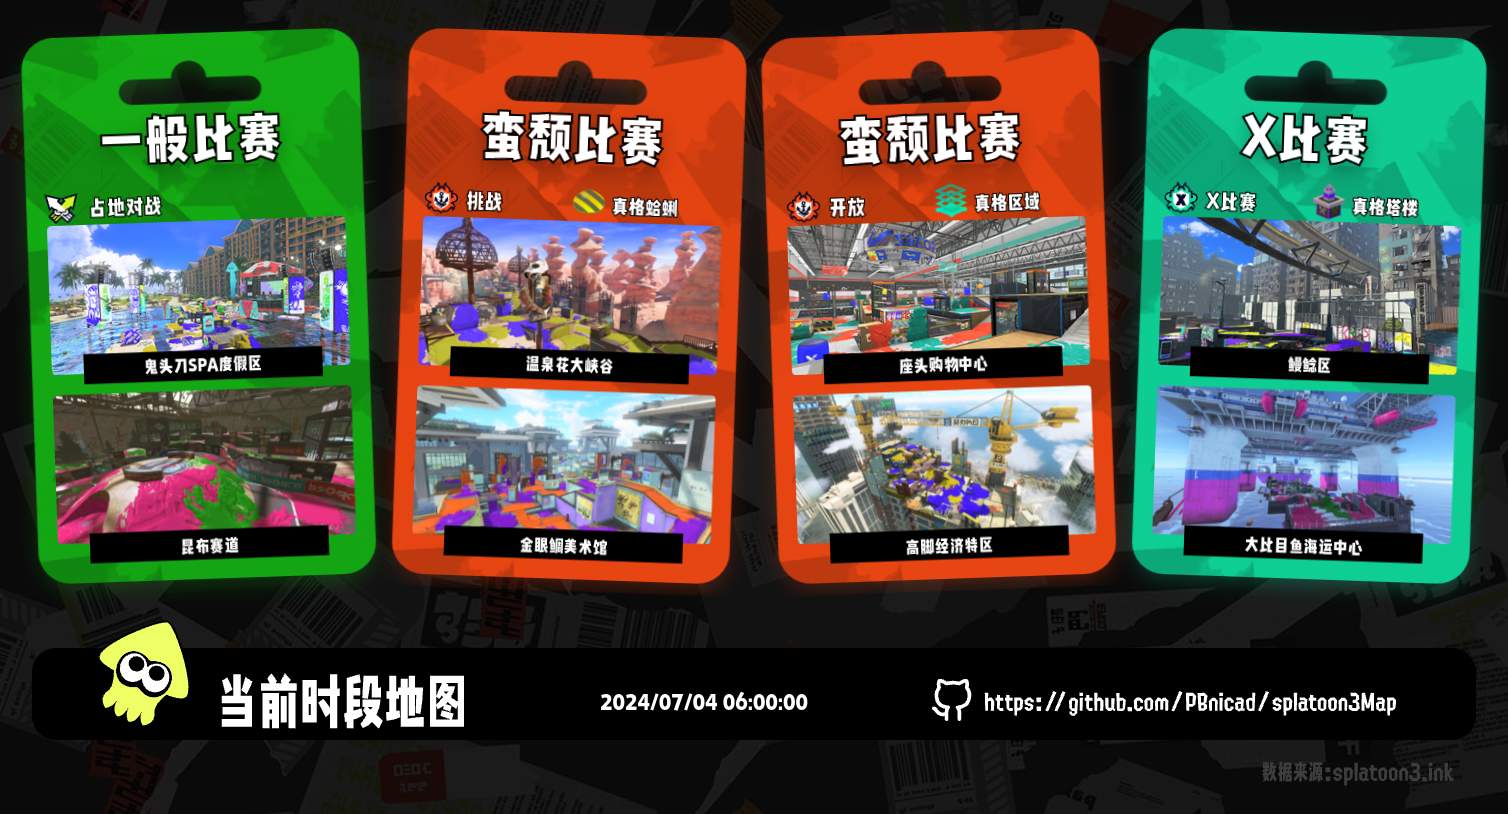 一般比赛
占地对战
鬼头刀SPA度假区
昆布赛道
蛮颓比赛
挑战
真格蛤蜊
温泉花大峡谷
金眼鲷美术馆
蛮颓比赛
开放
真格区域
座头购物中心
高脚经济特区
X比赛
X比赛
真格塔楼
鳗鲶区
大比目鱼海运中心
当前时段地图
2024/07/04 06:00:00
https://github.com/PBnicad/splatoon3Map
数据来源:splatoon3.ink